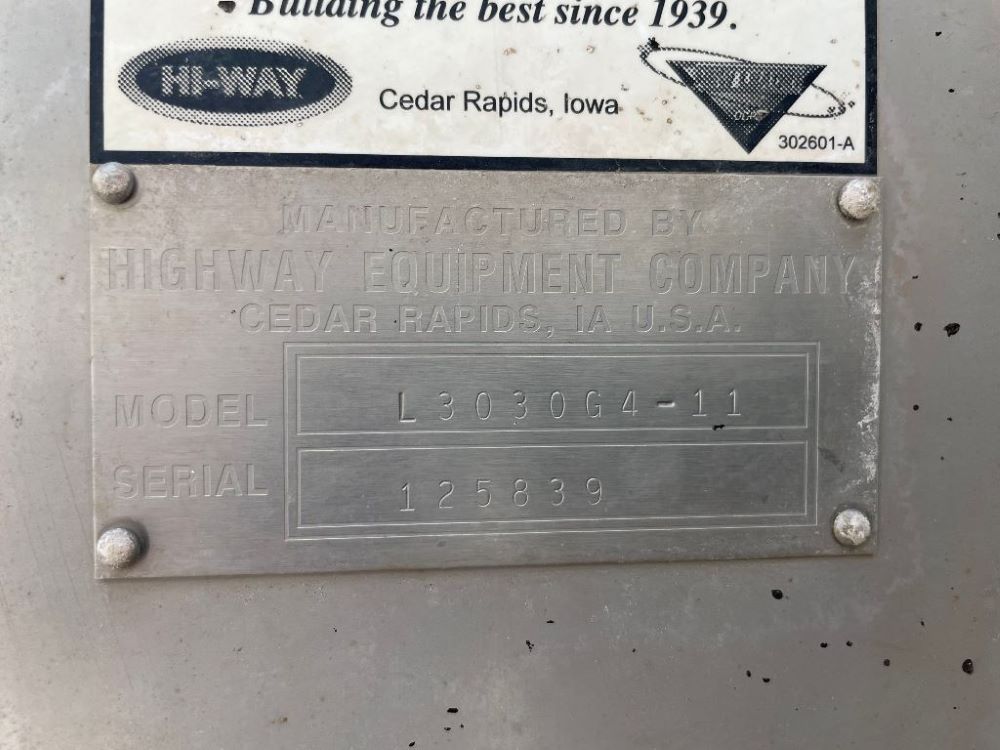 Building the best since 1939.
HI-WAY
Cedar Rapids, Iowa
302601-A
MANUFACTURED BY
HIGHWAY EQUIPMENT COMPANY
CEDAR RAPIDS, IA U.S.A.
MODEL L3030G4-11
SERIAL 125839